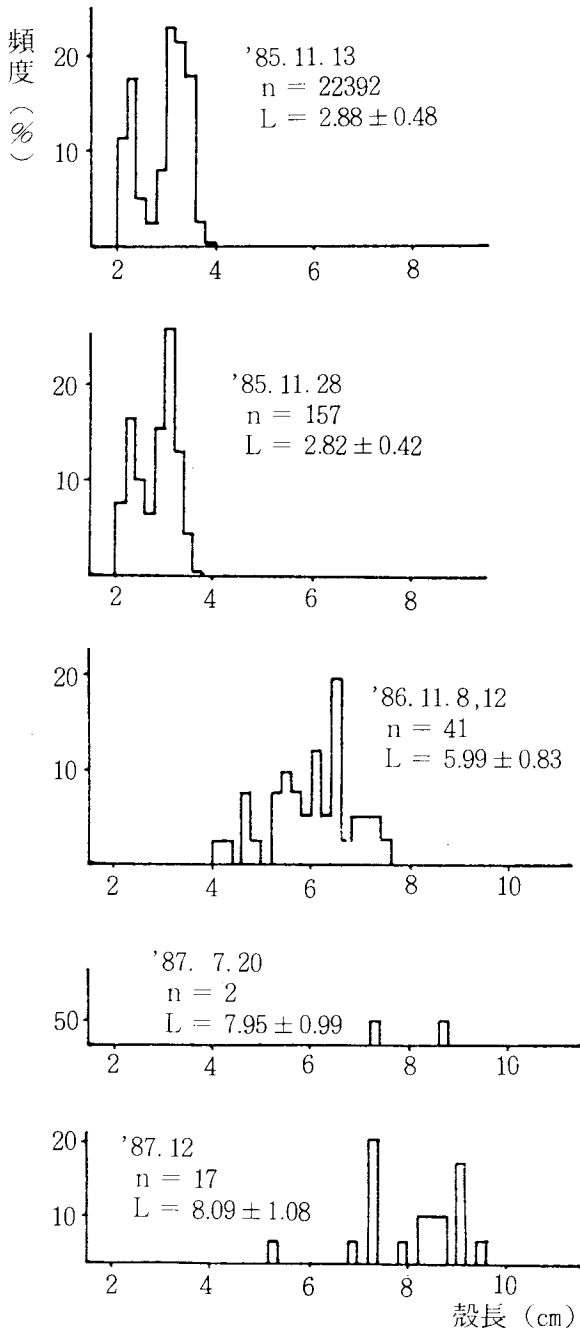 頻度（%）
20
10
'85.11.13
n = 22392
L = 2.88±0.48
2 4 6 8
20
10
'85.11.28
n = 157
L = 2.82±0.42
2 4 6 8
20
10
'86.11.8,12
n = 41
L = 5.99±0.83
2 4 6 8 10
50
'87. 7.20
n = 2
L = 7.95±0.99
2 4 6 8 10
20
10
'87.12
n = 17
L = 8.09±1.08
2 4 6 8 10
殻長（cm）